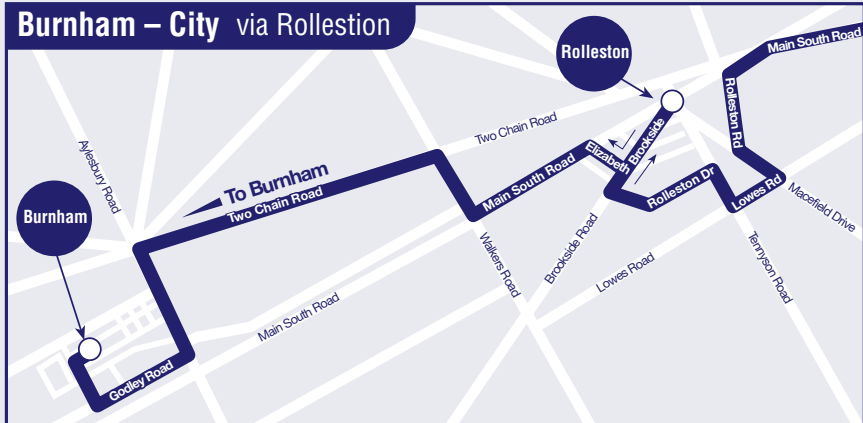 Burnham – City via Rollestion
Rolleston
Main South Road
Rolleston Rd
Two Chain Road
Aylesbury Road
Elizabeth
Brookside
To Burnham
Two Chain Road
Main South Road
Burnham
Rolleston Dr
Lowes Rd
Macefield Drive
Walkers Road
Brookside Road
Lowes Road
Tennyson Road
Main South Road
Godley Road